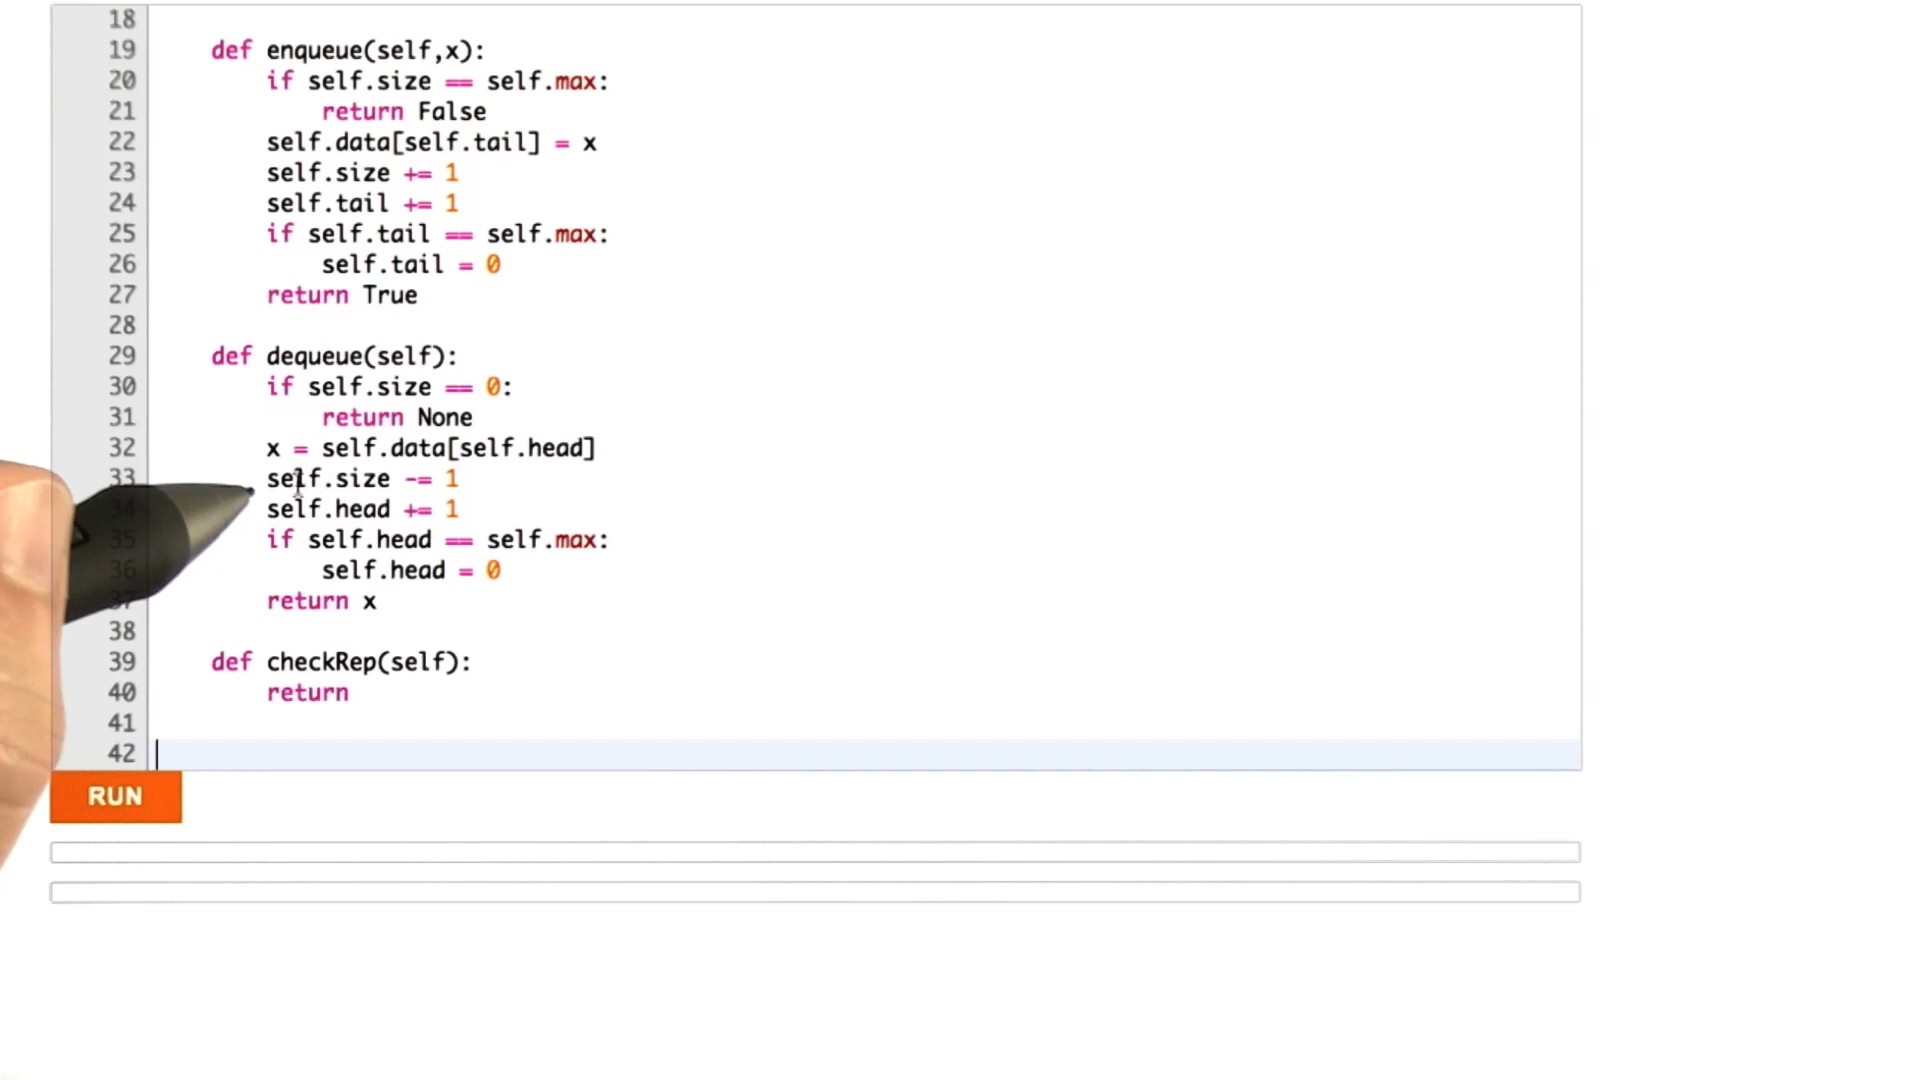 18
19 def enqueue(self,x):
20 if self.size == self.max:
21 return False
22 self.data[self.tail] = x
23 self.size += 1
24 self.tail += 1
25 if self.tail == self.max:
26 self.tail = 0
27 return True
28
29 def dequeue(self):
30 if self.size == 0:
31 return None
32 x = self.data[self.head]
33 self.size -= 1
34 self.head += 1
35 if self.head == self.max:
36 self.head = 0
37 return x
38
39 def checkRep(self):
40 return
41
42
RUN